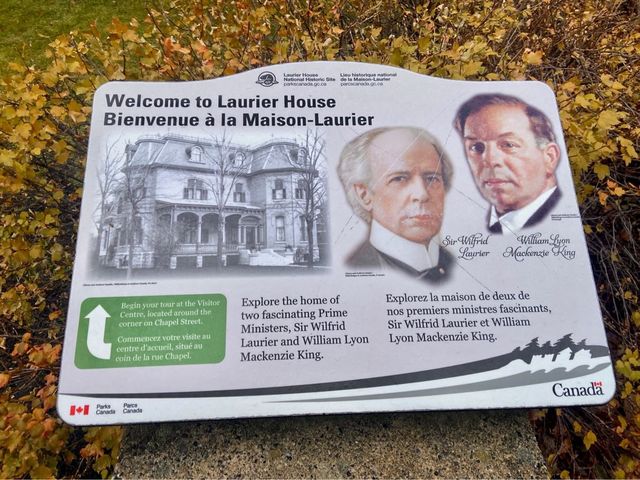 Laurier House
National Historic Site
parkscanada.gc.ca
Lieu historique national
de la Maison-Laurier
parcscanada.gc.ca
Welcome to Laurier House
Bienvenue à la Maison-Laurier
Sir Wilfrid
Laurier
William Lyon
Mackenzie King
Begin your tour at the Visitor
Centre, located around the
corner on Chapel Street.
Commencez votre visite au
centre d'accueil, situé au
coin de la rue Chapel.
Explore the home of
two fascinating Prime
Ministers, Sir Wilfrid
Laurier and William Lyon
Mackenzie King.
Explorez la maison de deux de
nos premiers ministres fascinants,
Sir Wilfrid Laurier et William
Lyon Mackenzie King.
Parks
Canada
Parcs
Canada
Canada